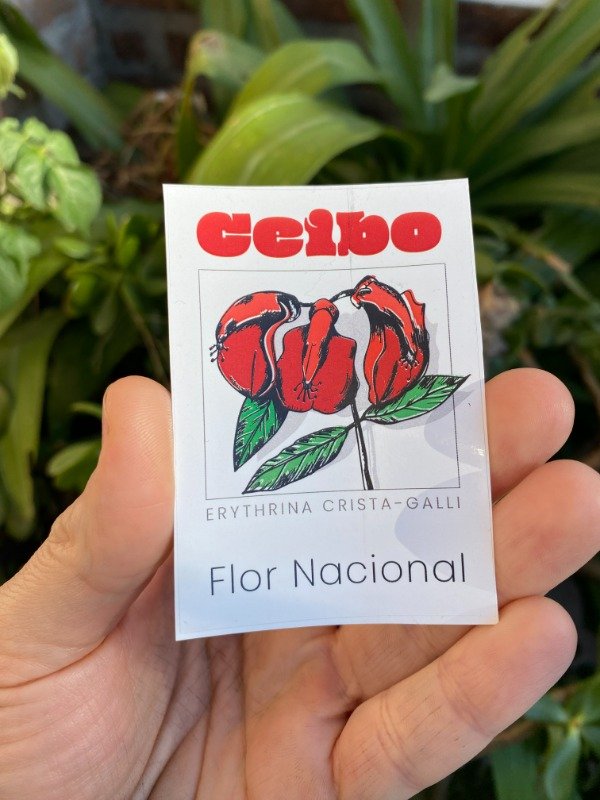 Ceibo
ERYTHRINA CRISTA-GALLI
Flor Nacional